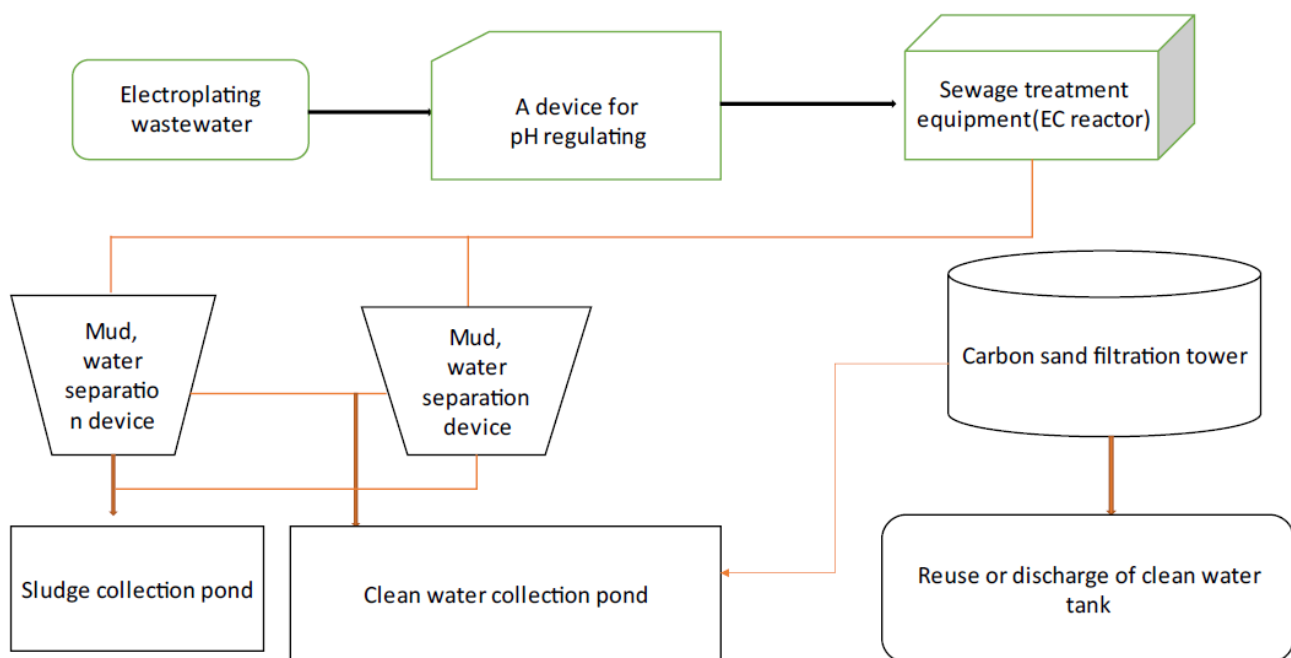 Electroplating
wastewater
A device for
pH regulating
Sewage treatment
equipment(EC reactor)
Mud,
water
separatio
n device
Mud,
water
separation
device
Carbon sand filtration tower
Sludge collection pond
Clean water collection pond
Reuse or discharge of clean water
tank